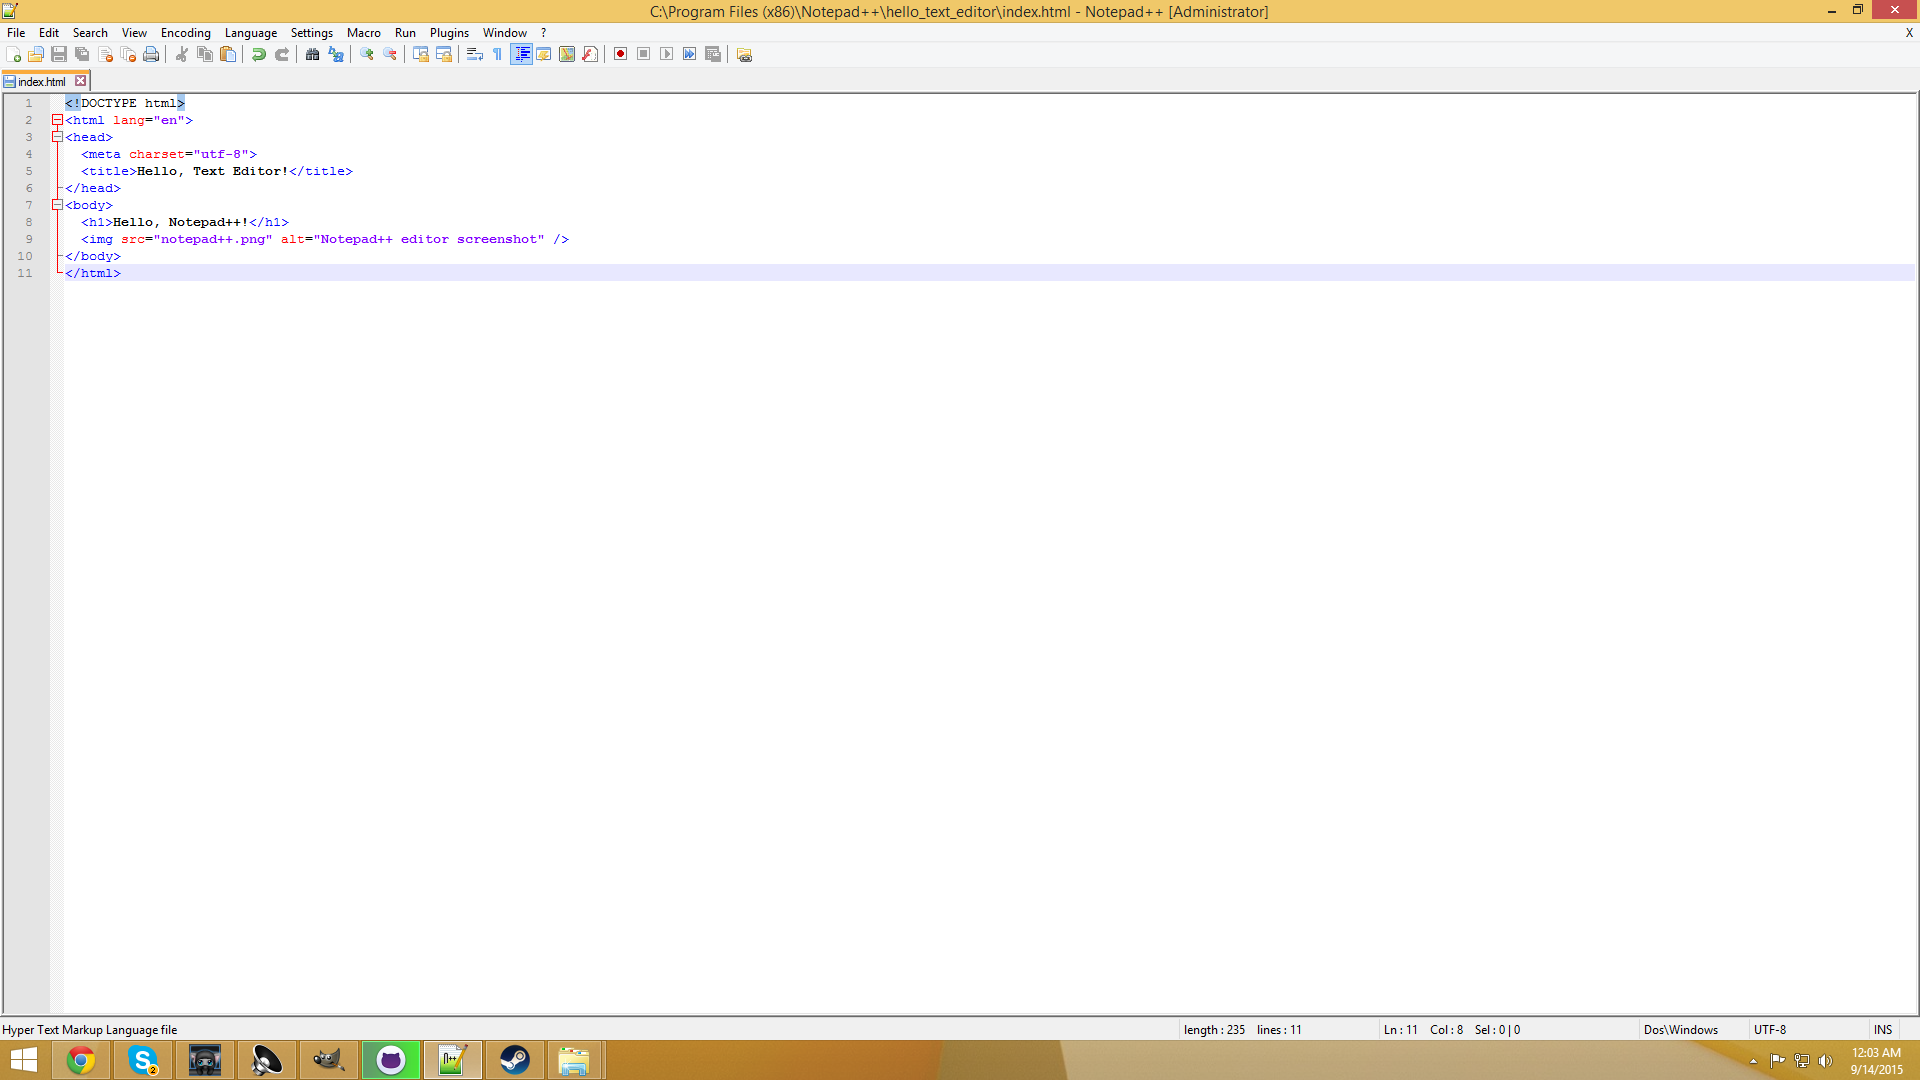 C:\Program Files (x86)\Notepad++\hello_text_editor\index.html - Notepad++ [Administrator]
File Edit Search View Encoding Language Settings Macro Run Plugins Window ? X
index.html
1 <!DOCTYPE html>
2 <html lang="en">
3 <head>
4 <meta charset="utf-8">
5 <title>Hello, Text Editor!</title>
6 </head>
7 <body>
8 <h1>Hello, Notepad++!</h1>
9 <img src="notepad++.png" alt="Notepad++ editor screenshot" />
10 </body>
11 </html>
Hyper Text Markup Language file length : 235 lines : 11 Ln : 11 Col : 8 Sel : 0 | 0 Dos\Windows UTF-8 INS
S 2 n++ 12:03 AM
9/14/2015